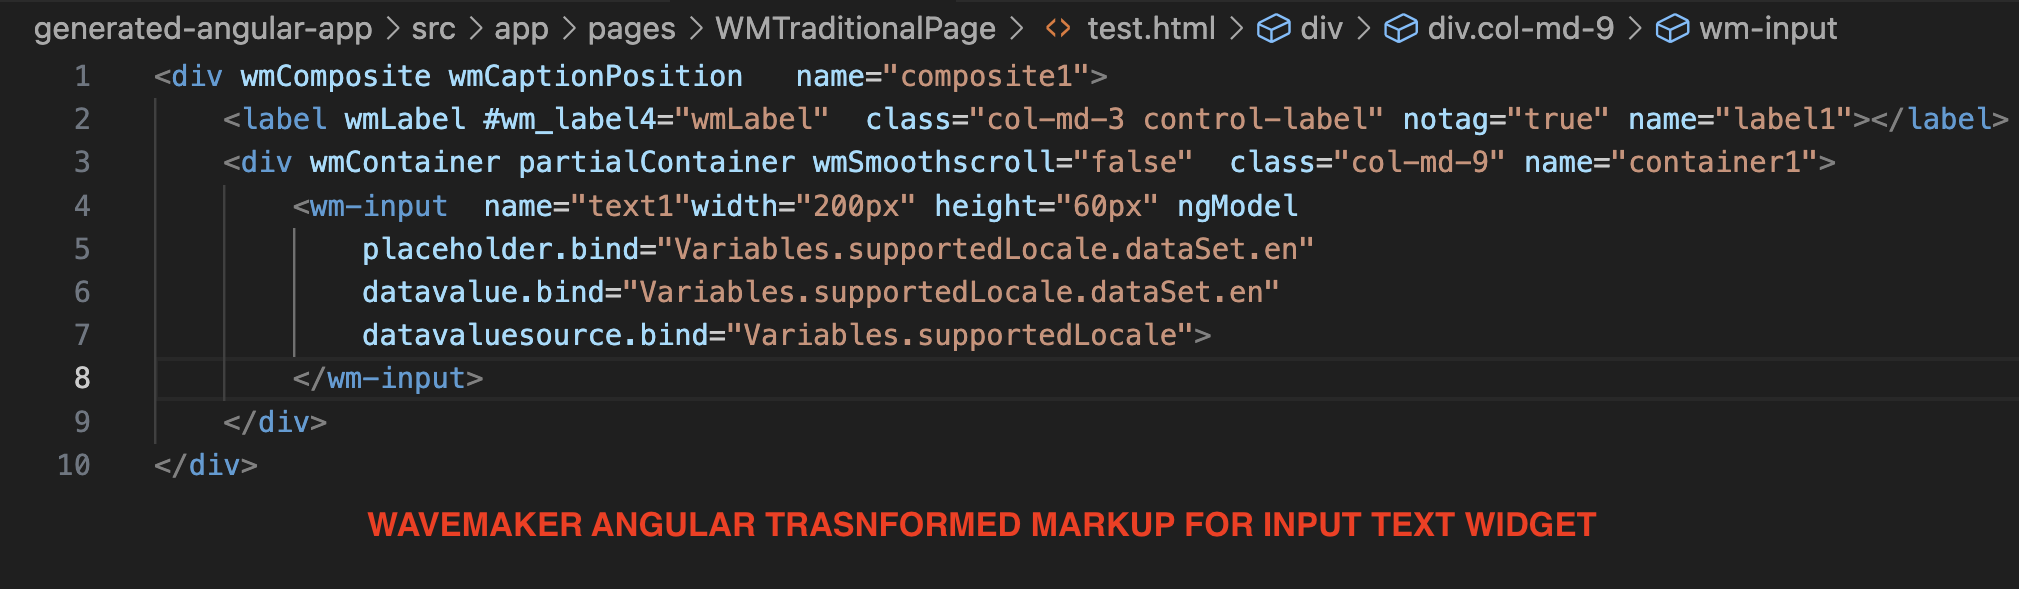 generated-angular-app > src > app > pages > WMTraditionalPage > <> test.html > div > div.col-md-9 > wm-input
1 <div wmComposite wmCaptionPosition   name="composite1">
2     <label wmLabel #wm_label4="wmLabel"  class="col-md-3 control-label" notag="true" name="label1"></label>
3     <div wmContainer partialContainer wmSmoothscroll="false"  class="col-md-9" name="container1">
4         <wm-input  name="text1"width="200px" height="60px" ngModel
5             placeholder.bind="Variables.supportedLocale.dataSet.en"
6             datavalue.bind="Variables.supportedLocale.dataSet.en"
7             datavaluesource.bind="Variables.supportedLocale">
8         </wm-input>
9     </div>
10 </div>
WAVEMAKER ANGULAR TRASNFORMED MARKUP FOR INPUT TEXT WIDGET